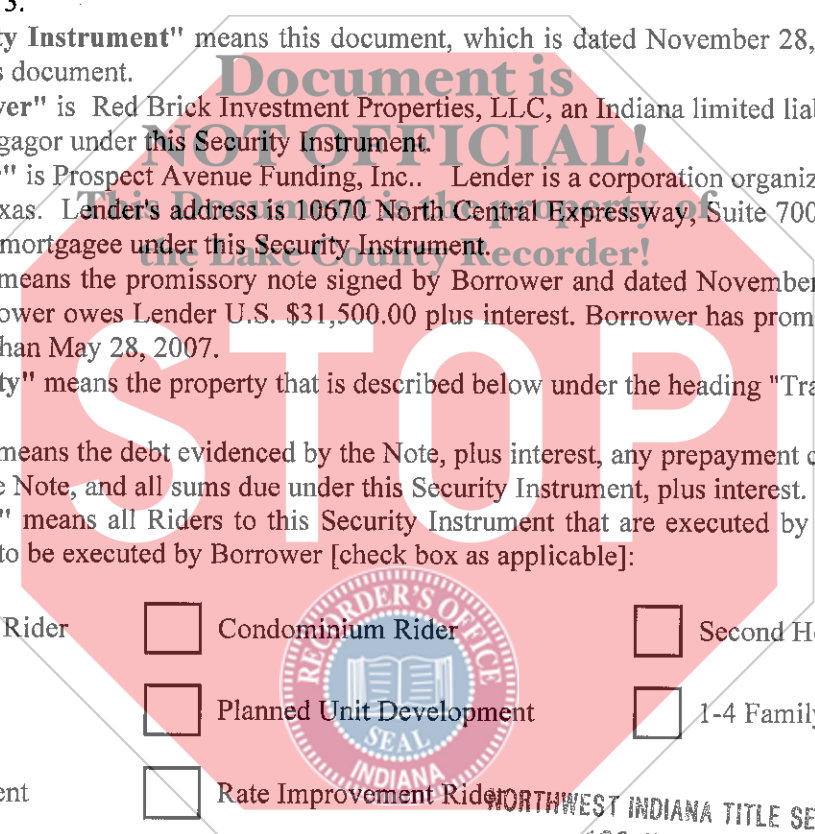 3.
ty Instrument" means this document, which is dated November 28,
s document.
Document is
ver" is Red Brick Investment Properties, LLC, an Indiana limited liab
gagor under this Security Instrument.
NOT OFFICIAL!
" is Prospect Avenue Funding, Inc.. Lender is a corporation organiz
xas. Lender's address is 10670 North Central Expressway, Suite 700
This Document is the property of
mortgagee under this Security Instrument.
the Lake County Recorder!
means the promissory note signed by Borrower and dated November
ower owes Lender U.S. $31,500.00 plus interest. Borrower has prom
han May 28, 2007.
ty" means the property that is described below under the heading "Tra
STOP
means the debt evidenced by the Note, plus interest, any prepayment c
e Note, and all sums due under this Security Instrument, plus interest.
" means all Riders to this Security Instrument that are executed by
to be executed by Borrower [check box as applicable]:
Rider Condominium Rider Second Ho
RECORDER'S OFFICE
Planned Unit Development 1-4 Family
SEAL
INDIANA
ent Rate Improvement Rider
NORTHWEST INDIANA TITLE SE